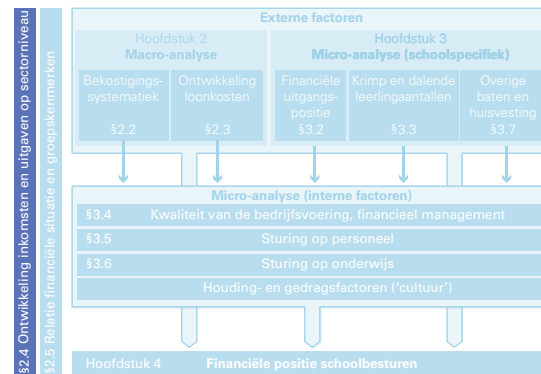 §2.4 Ontwikkeling inkomsten en uitgaven op sectorniveau
§2.5 Relatie financiële situatie en groepskenmerken
Externe factoren
Hoofdstuk 2
Macro-analyse
Hoofdstuk 3
Micro-analyse (schoolspecifiek)
Bekostigings-
systematiek
§2.2
Ontwikkeling
loonkosten
§2.3
Financiële
uitgangs-
positie
§3.2
Krimp en dalende
leerlingaantallen
§3.3
Overige
baten en
huisvesting
§3.7
Micro-analyse (interne factoren)
§3.4 Kwaliteit van de bedrijfsvoering, financieel management
§3.5 Sturing op personeel
§3.6 Sturing op onderwijs
Houding- en gedragsfactoren (‘cultuur’)
Hoofdstuk 4 Financiële positie schoolbesturen